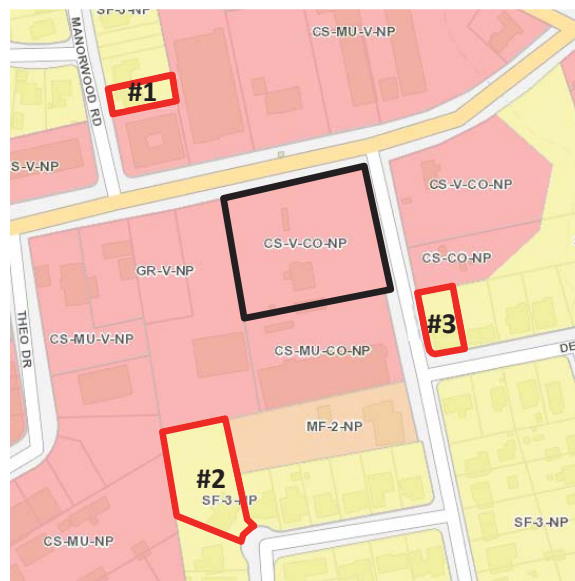 SF-3-NP
MANORWOOD RD
CS-MU-V-NP
#1
S-V-NP
CS-V-CO-NP
CS-V-CO-NP
GR-V-NP
CS-CO-NP
THEO DR
CS-MU-V-NP
#3
CS-MU-CO-NP
DE
MF-2-NP
#2
SF-3-NP
SF-3-NP
CS-MU-NP